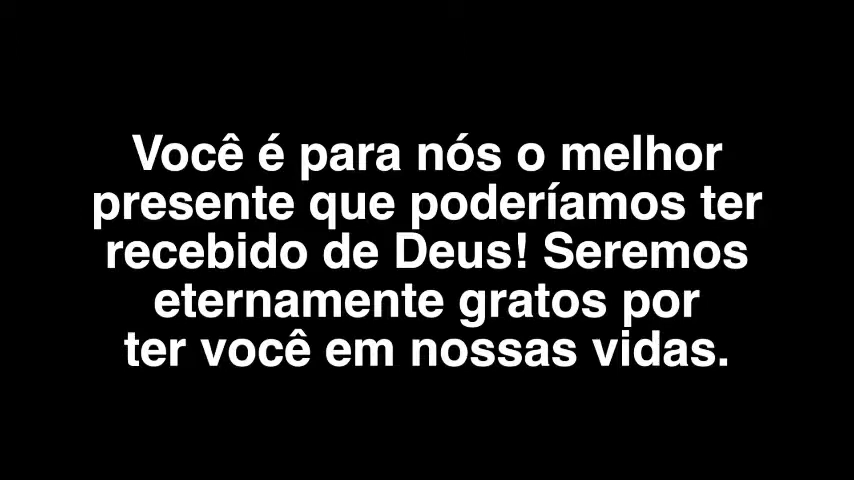 Você é para nós o melhor
presente que poderíamos ter
recebido de Deus! Seremos
eternamente gratos por
ter você em nossas vidas.